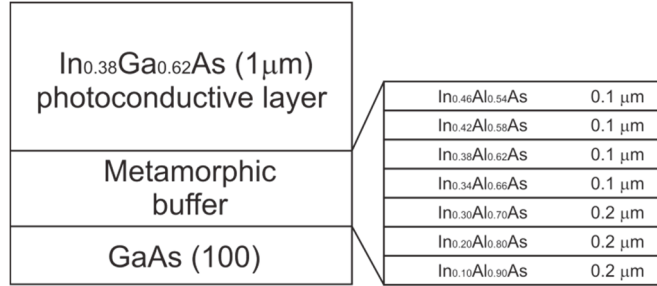 In0.38Ga0.62As (1μm)
photoconductive layer
Metamorphic
buffer
GaAs (100)
In0.46Al0.54As 0.1 μm
In0.42Al0.58As 0.1 μm
In0.38Al0.62As 0.1 μm
In0.34Al0.66As 0.1 μm
In0.30Al0.70As 0.2 μm
In0.20Al0.80As 0.2 μm
In0.10Al0.90As 0.2 μm